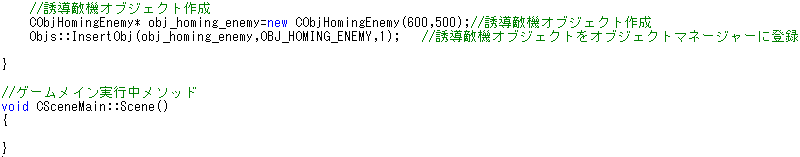 //誘導敵機オブジェクト作成
CObjHomingEnemy* obj_homing_enemy=new CObjHomingEnemy(600,500);//誘導敵機オブジェクト作成
Objs::InsertObj(obj_homing_enemy,OBJ_HOMING_ENEMY,1);   //誘導敵機オブジェクトをオブジェクトマネージャーに登録
}
//ゲームメイン実行中メソッド
void CSceneMain::Scene()
{
}